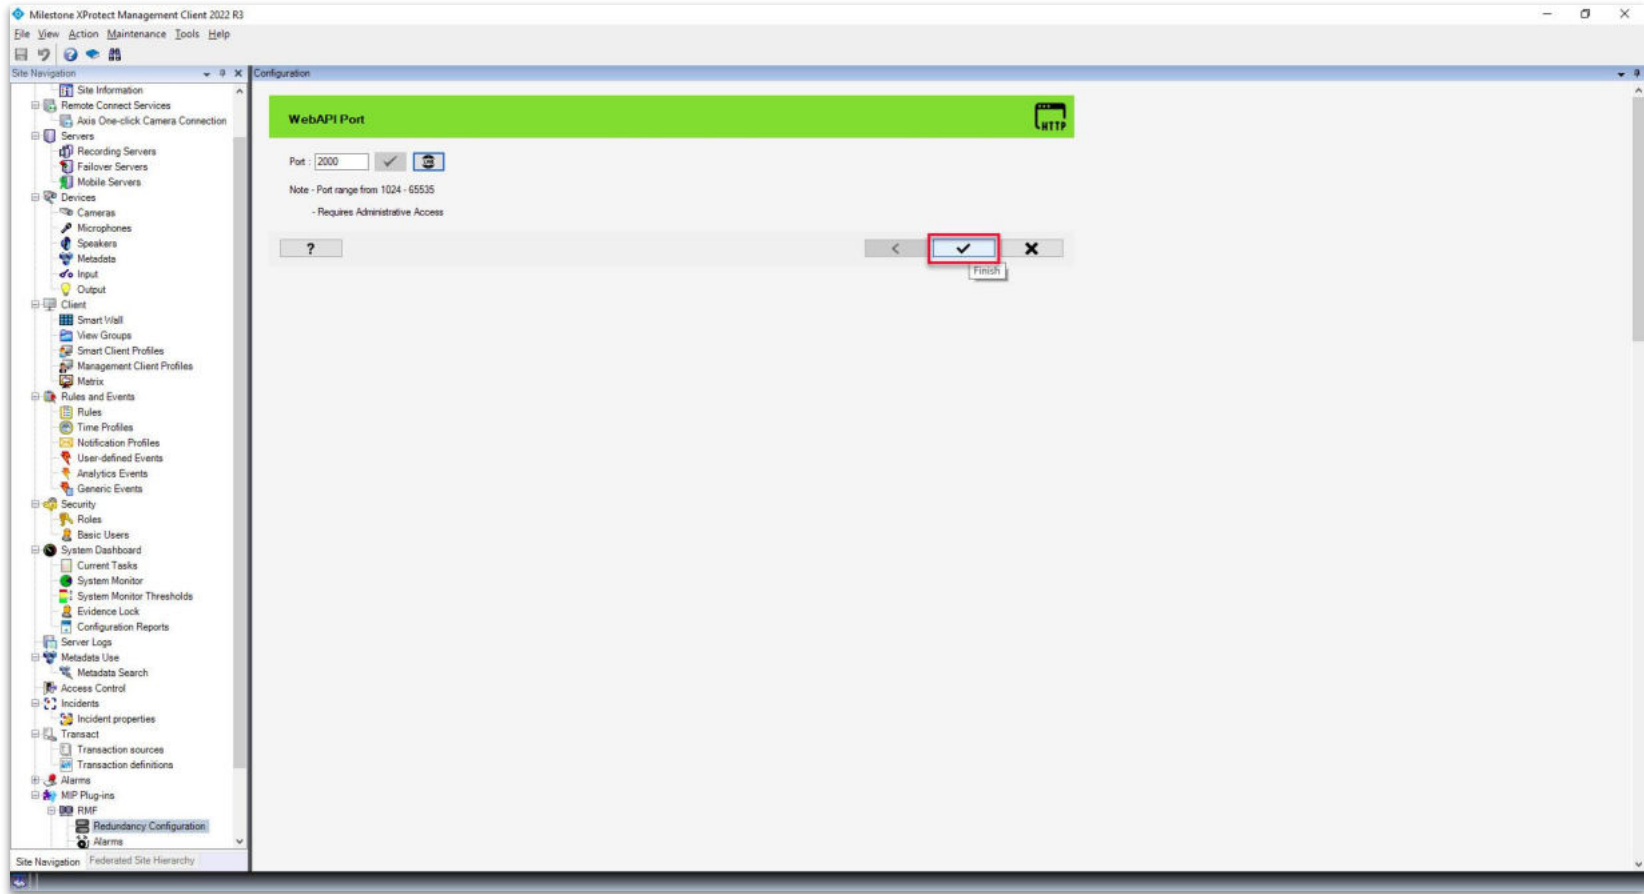 Milestone XProtect Management Client 2022 R3
File View Action Maintenance Tools Help
Site Navigation
Configuration
Site Information
Remote Connect Services
Axis One-click Camera Connection
Servers
Recording Servers
Failover Servers
Mobile Servers
Devices
Cameras
Microphones
Speakers
Metadata
Input
Output
Client
Smart Wall
View Groups
Smart Client Profiles
Management Client Profiles
Matrix
Rules and Events
Rules
Time Profiles
Notification Profiles
User-defined Events
Analytics Events
Generic Events
Security
Roles
Basic Users
System Dashboard
Current Tasks
System Monitor
System Monitor Thresholds
Evidence Lock
Configuration Reports
Server Logs
Metadata Use
Metadata Search
Access Control
Incidents
Incident properties
Transact
Transaction sources
Transaction definitions
Alarms
MIP Plug-ins
RMF
Redundancy Configuration
Alarms
Site Navigation Federated Site Hierarchy
WebAPI Port
HTTP
Port : 2000
Note - Port range from 1024 - 65535
- Requires Administrative Access
?
<
Finish